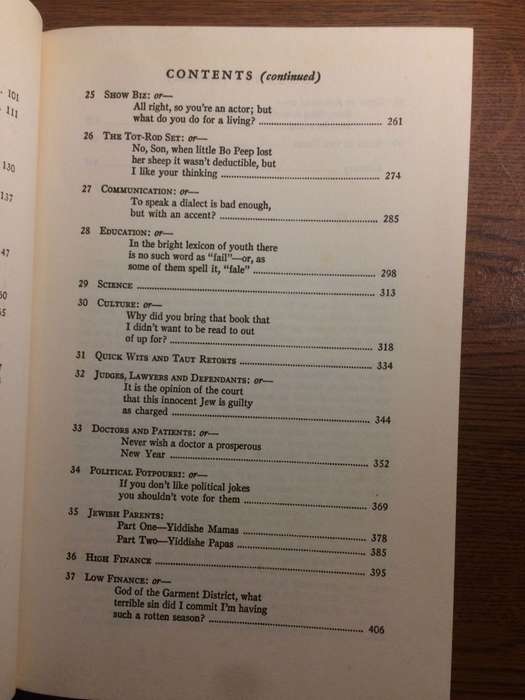 101
111
130
137
47
CONTENTS (continued)
25 SHOW BIZ: or—
All right, so you're an actor; but
what do you do for a living? 261
26 THE TOT-ROD SET: or—
No, Son, when little Bo Peep lost
her sheep it wasn't deductible, but
I like your thinking 274
27 COMMUNICATION: or—
To speak a dialect is bad enough,
but with an accent? 285
28 EDUCATION: or—
In the bright lexicon of youth there
is no such word as "fail"—or, as
some of them spell it, "fale" 298
29 SCIENCE 313
30 CULTURE: or—
Why did you bring that book that
I didn't want to be read to out
of up for? 318
31 QUICK WITS AND TAUT RETORTS 334
32 JUDGES, LAWYERS AND DEFENDANTS: or—
It is the opinion of the court
that this innocent Jew is guilty
as charged 344
33 DOCTORS AND PATIENTS: or—
Never wish a doctor a prosperous
New Year 352
34 POLITICAL POTPOURRI: or—
If you don't like political jokes
you shouldn't vote for them 369
35 JEWISH PARENTS:
Part One—Yiddishe Mamas 378
Part Two—Yiddishe Papas 385
36 HIGH FINANCE 395
37 LOW FINANCE: or—
God of the Garment District, what
terrible sin did I commit I'm having
such a rotten season? 406